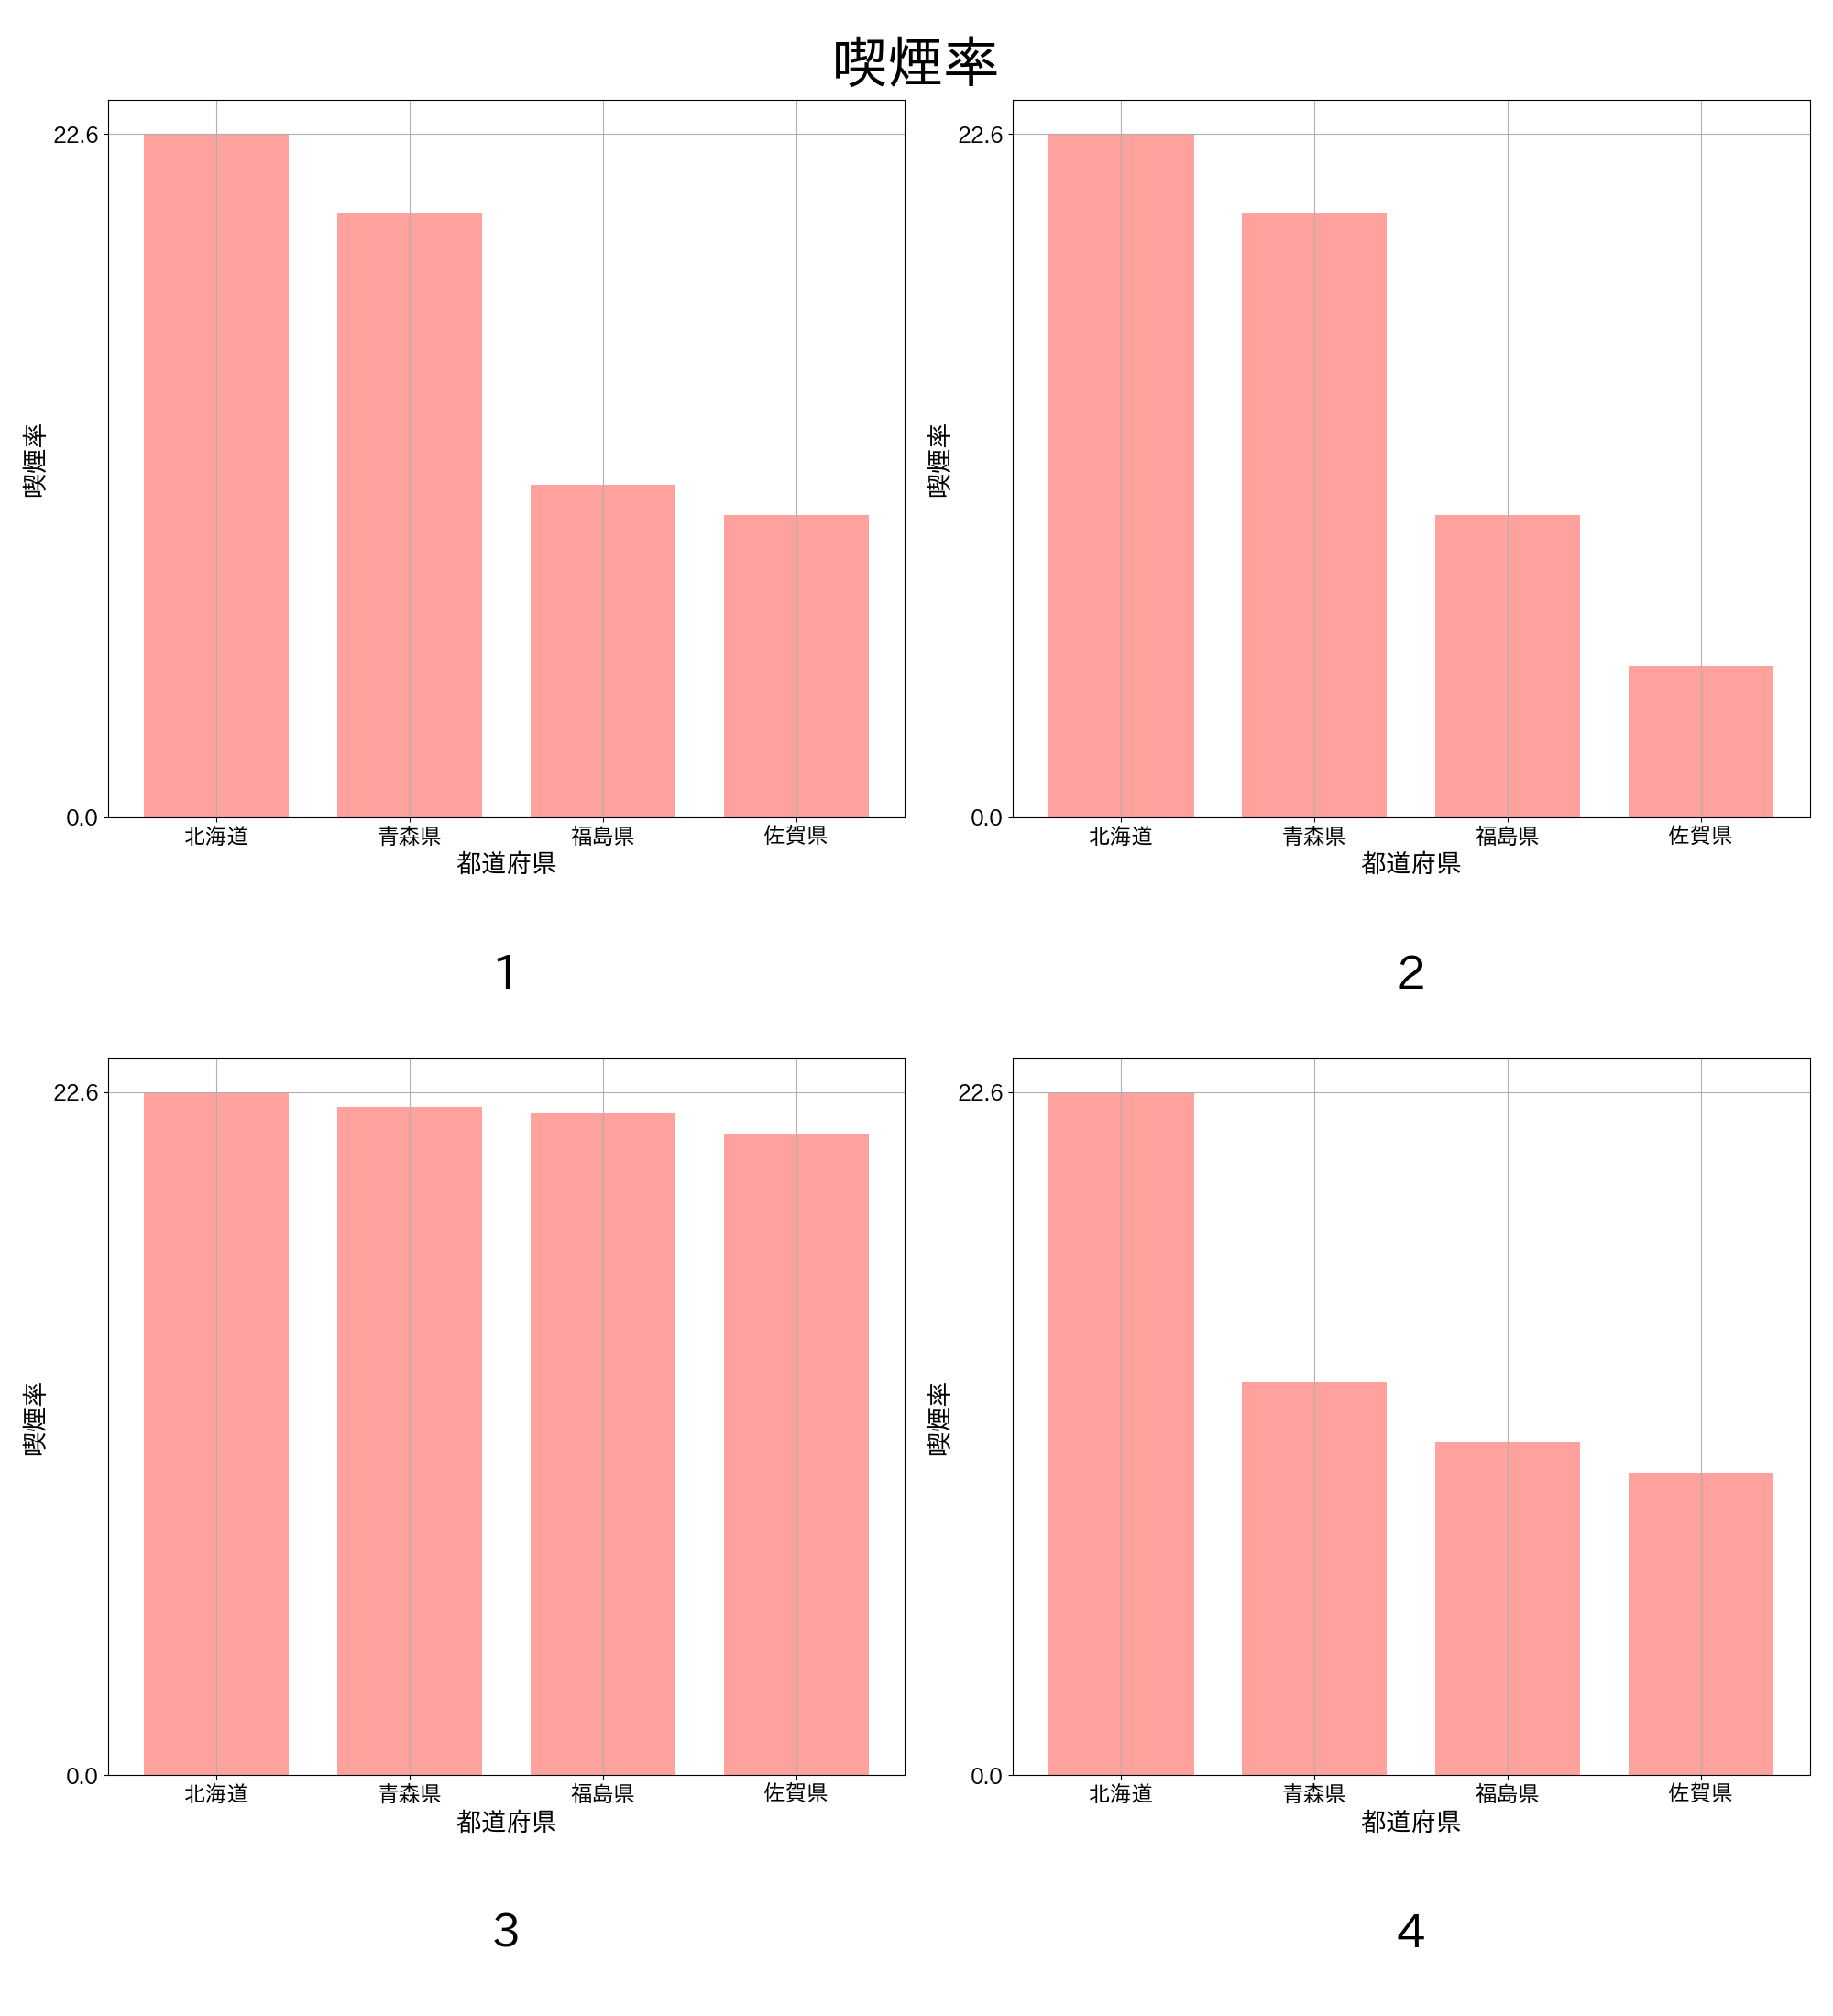 喫煙率
22.6
0.0
喫煙率
北海道 青森県 福島県 佐賀県
都道府県
1
22.6
0.0
喫煙率
北海道 青森県 福島県 佐賀県
都道府県
2
22.6
0.0
喫煙率
北海道 青森県 福島県 佐賀県
都道府県
3
22.6
0.0
喫煙率
北海道 青森県 福島県 佐賀県
都道府県
4